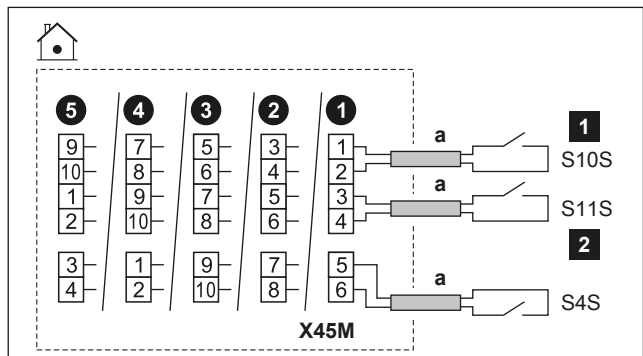 5 4 3 2 1
9 7 5 3 1 a 1
10 8 6 4 2 S10S
1 9 7 5 3 a
2 10 8 6 4 S11S
2
3 1 9 7 5 a
4 2 10 8 6 S4S
X45M